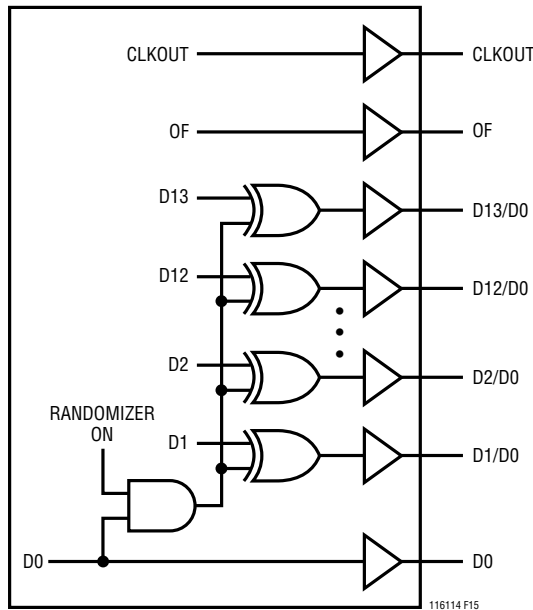 CLKOUT CLKOUT
OF OF
D13 D13/D0
D12 D12/D0
D2 D2/D0
RANDOMIZER
ON
D1 D1/D0
D0 D0
116114 F15